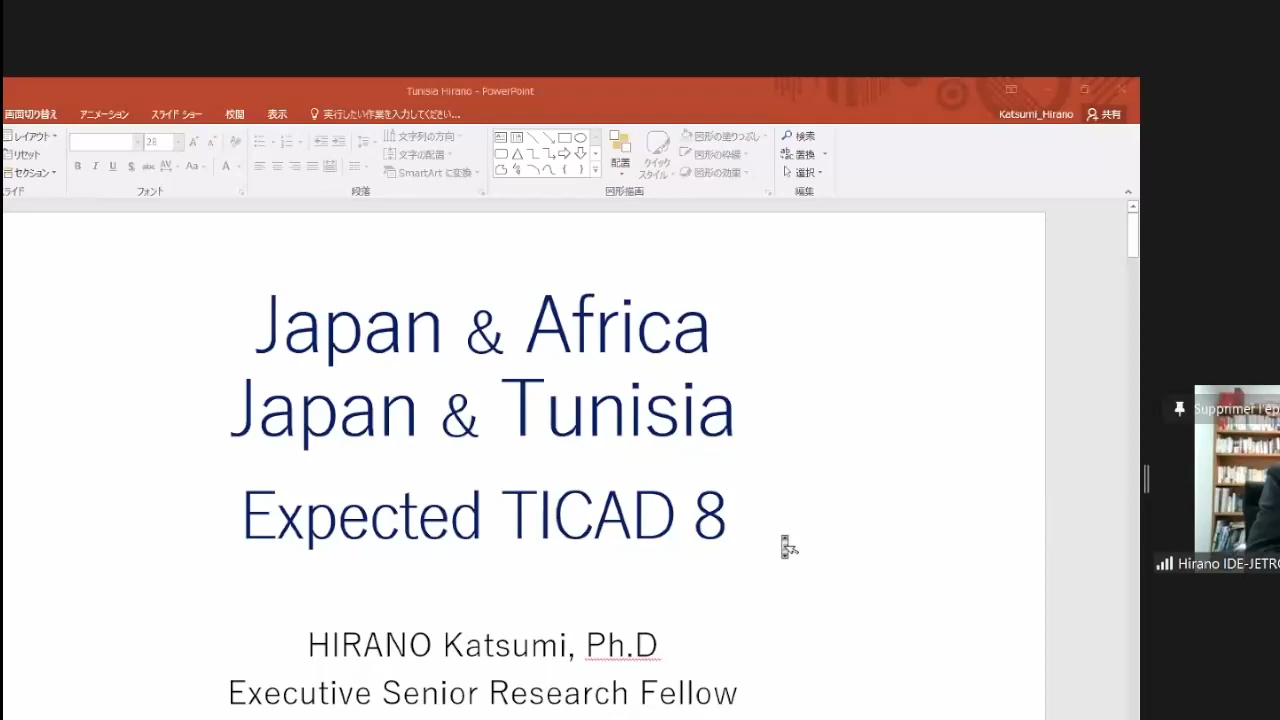 Tunisia Hirano - PowerPoint
画面切り替え アニメーション スライド ショー 校閲 表示 実行したい作業を入力してください... Katsumi_Hirano 共有
レイアウト 28 A A 文字列の方向 図形の塗りつぶし 検索
リセット 文字の配置 配置 クイック スタイル 図形の枠線 置換
セクション B I U S abc AV Aa A SmartArt に変換 図形の効果 選択
スライド フォント 段落 図形描画 編集
Japan & Africa
Japan & Tunisia
Supprimer l'ép
Expected TICAD 8
Hirano IDE-JETRO
HIRANO Katsumi, Ph.D
Executive Senior Research Fellow